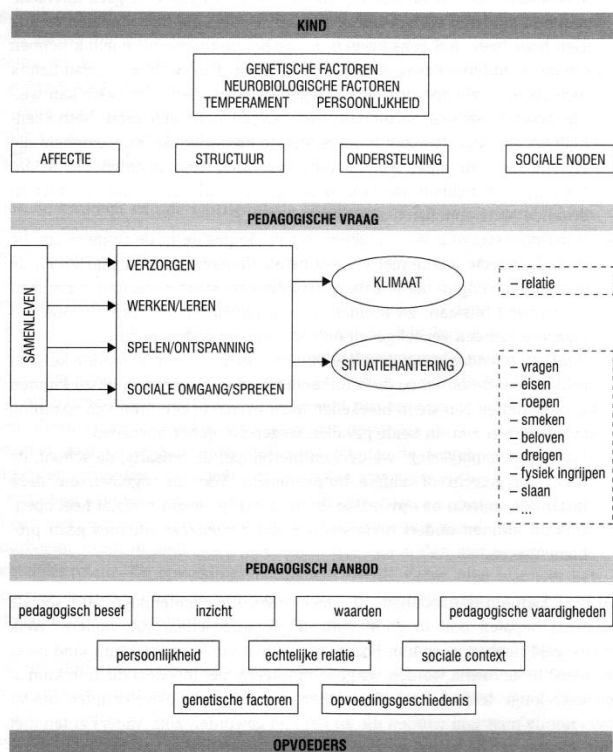 KIND
GENETISCHE FACTOREN
NEUROBIOLOGISCHE FACTOREN
TEMPERAMENT PERSOONLIJKHEID
AFFECTIE
STRUCTUUR
ONDERSTEUNING
SOCIALE NODEN
PEDAGOGISCHE VRAAG
SAMENLEVEN
VERZORGEN
WERKEN/LEREN
SPELEN/ONTSPANNING
SOCIALE OMGANG/SPREKEN
KLIMAAT
SITUATIEHANTERING
– relatie
– vragen
– eisen
– roepen
– smeken
– beloven
– dreigen
– fysiek ingrijpen
– slaan
PEDAGOGISCH AANBOD
pedagogisch besef
inzicht
waarden
pedagogische vaardigheden
persoonlijkheid
echtelijke relatie
sociale context
genetische factoren
opvoedingsgeschiedenis
OPVOEDERS